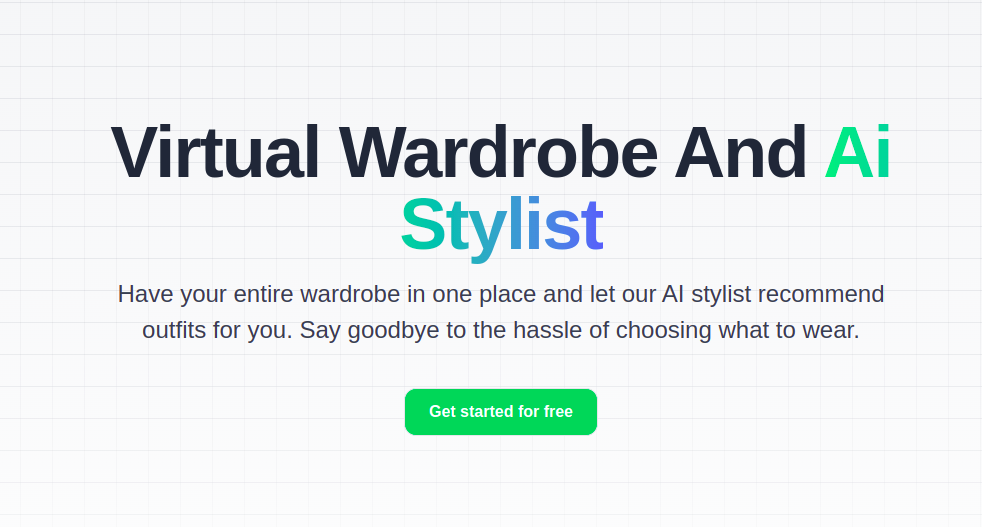 Virtual Wardrobe And Ai
Stylist
Have your entire wardrobe in one place and let our AI stylist recommend
outfits for you. Say goodbye to the hassle of choosing what to wear.
Get started for free